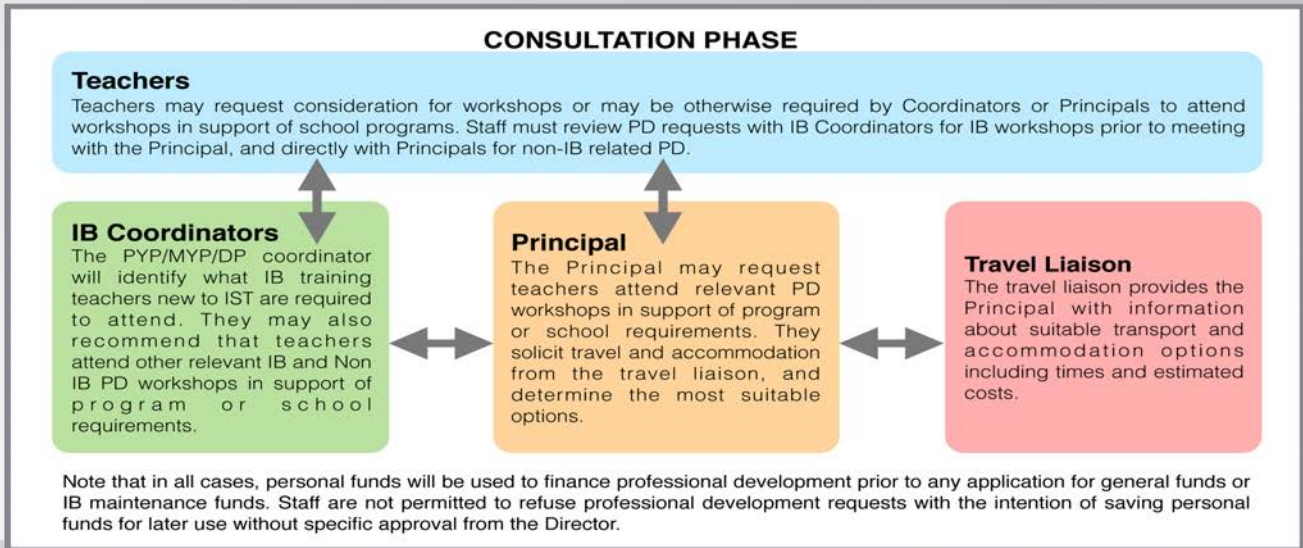 CONSULTATION PHASE
Teachers
Teachers may request consideration for workshops or may be otherwise required by Coordinators or Principals to attend
workshops in support of school programs. Staff must review PD requests with IB Coordinators for IB workshops prior to meeting
with the Principal, and directly with Principals for non-IB related PD.
IB Coordinators
The PYP/MYP/DP coordinator
will identify what IB training
teachers new to IST are required
to attend. They may also
recommend that teachers
attend other relevant IB and Non
IB PD workshops in support of
program or school
requirements.
Principal
The Principal may request
teachers attend relevant PD
workshops in support of program
or school requirements. They
solicit travel and accommodation
from the travel liaison, and
determine the most suitable
options.
Travel Liaison
The travel liaison provides the
Principal with information
about suitable transport and
accommodation options
including times and estimated
costs.
Note that in all cases, personal funds will be used to finance professional development prior to any application for general funds or
IB maintenance funds. Staff are not permitted to refuse professional development requests with the intention of saving personal
funds for later use without specific approval from the Director.